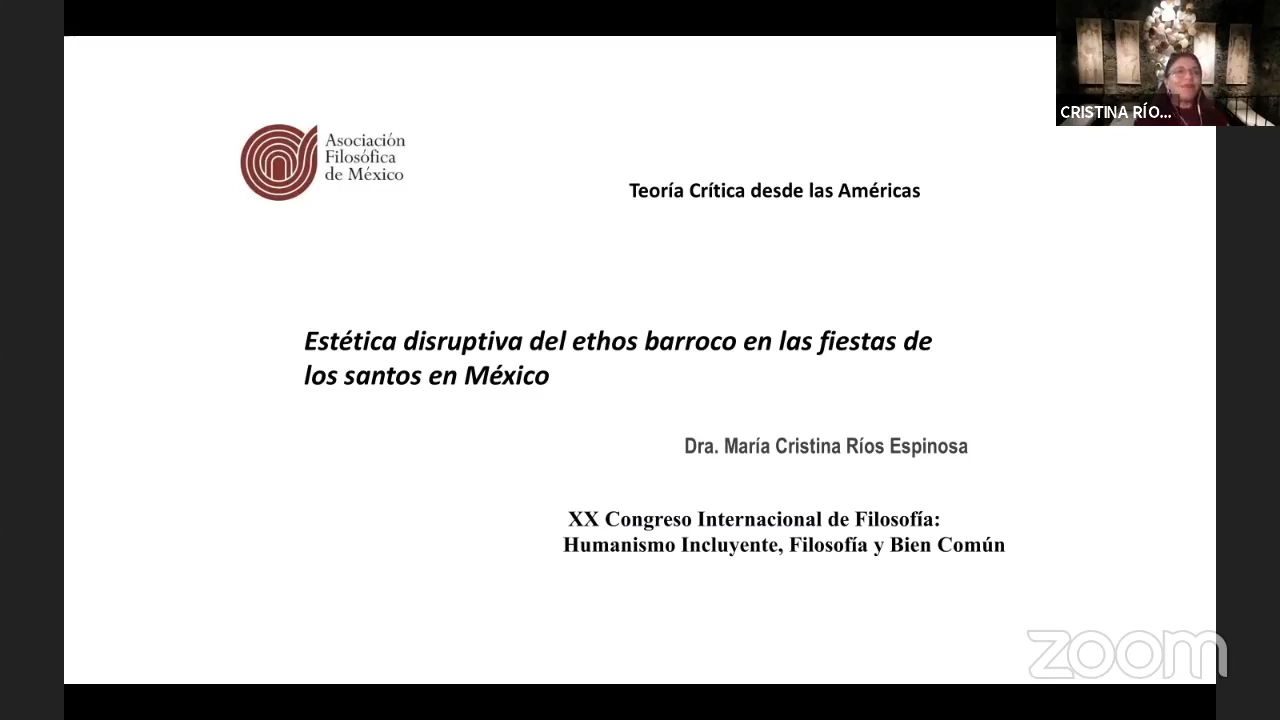 CRISTINA RÍO...
Asociación
Filosófica
de México
Teoría Crítica desde las Américas
Estética disruptiva del ethos barroco en las fiestas de
los santos en México
Dra. María Cristina Ríos Espinosa
XX Congreso Internacional de Filosofía:
Humanismo Incluyente, Filosofía y Bien Común
zoom